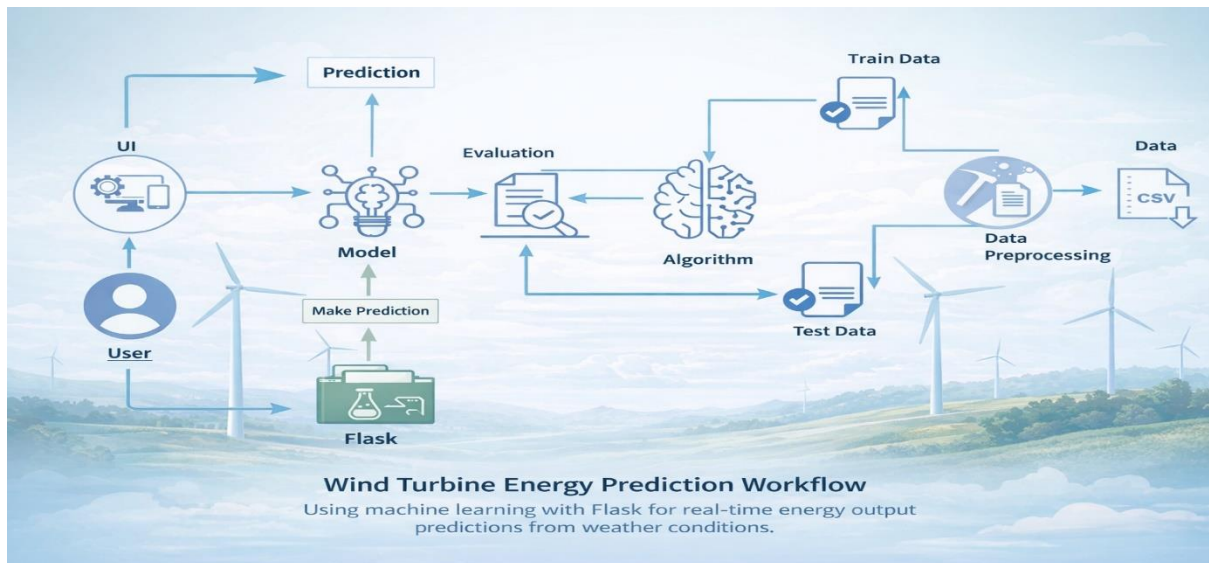 Train Data
Prediction
UI
Evaluation
Data
CSV
Model
Algorithm
Data
Preprocessing
Make Prediction
Test Data
User
Flask
Wind Turbine Energy Prediction Workflow
Using machine learning with Flask for real-time energy output
predictions from weather conditions.